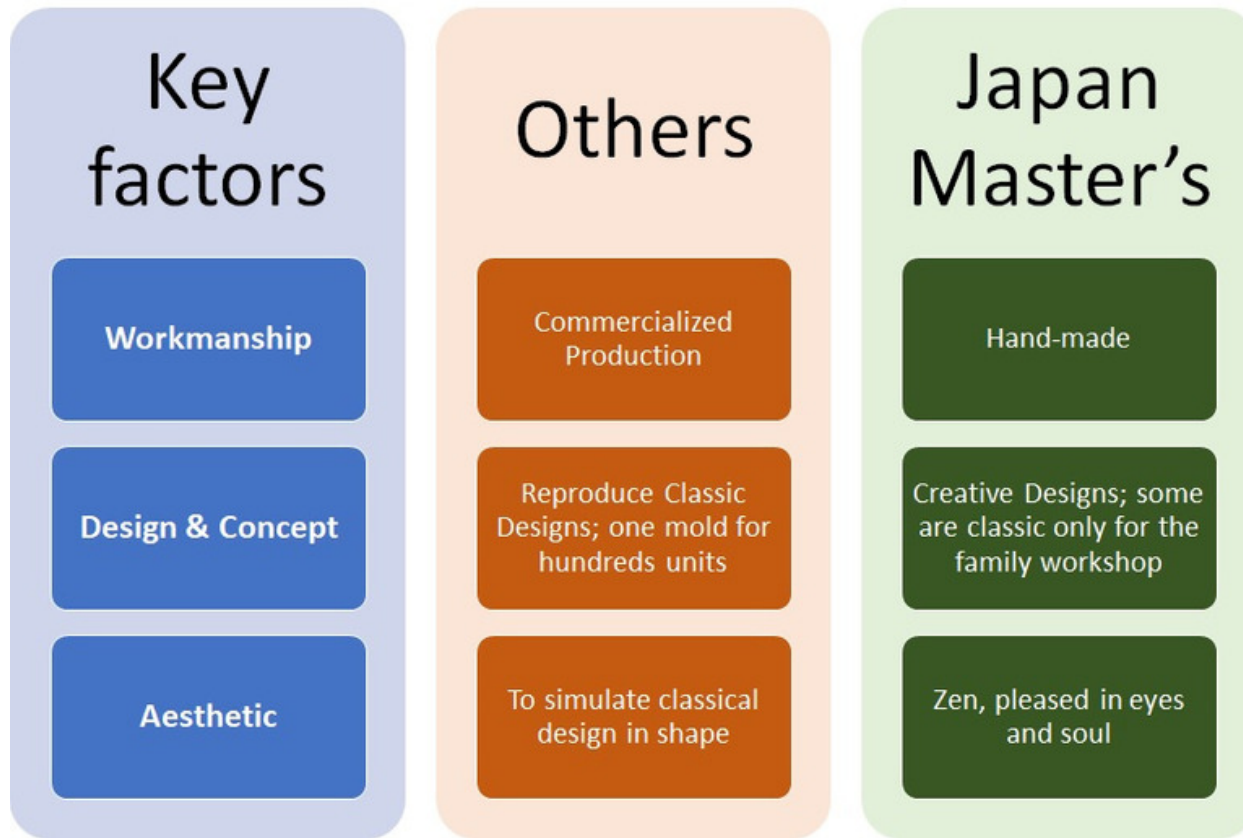 Key
factors
Workmanship
Design & Concept
Aesthetic
Others
Commercialized
Production
Reproduce Classic
Designs; one mold for
hundreds units
To simulate classical
design in shape
Japan
Master's
Hand-made
Creative Designs; some
are classic only for the
family workshop
Zen, pleased in eyes
and soul